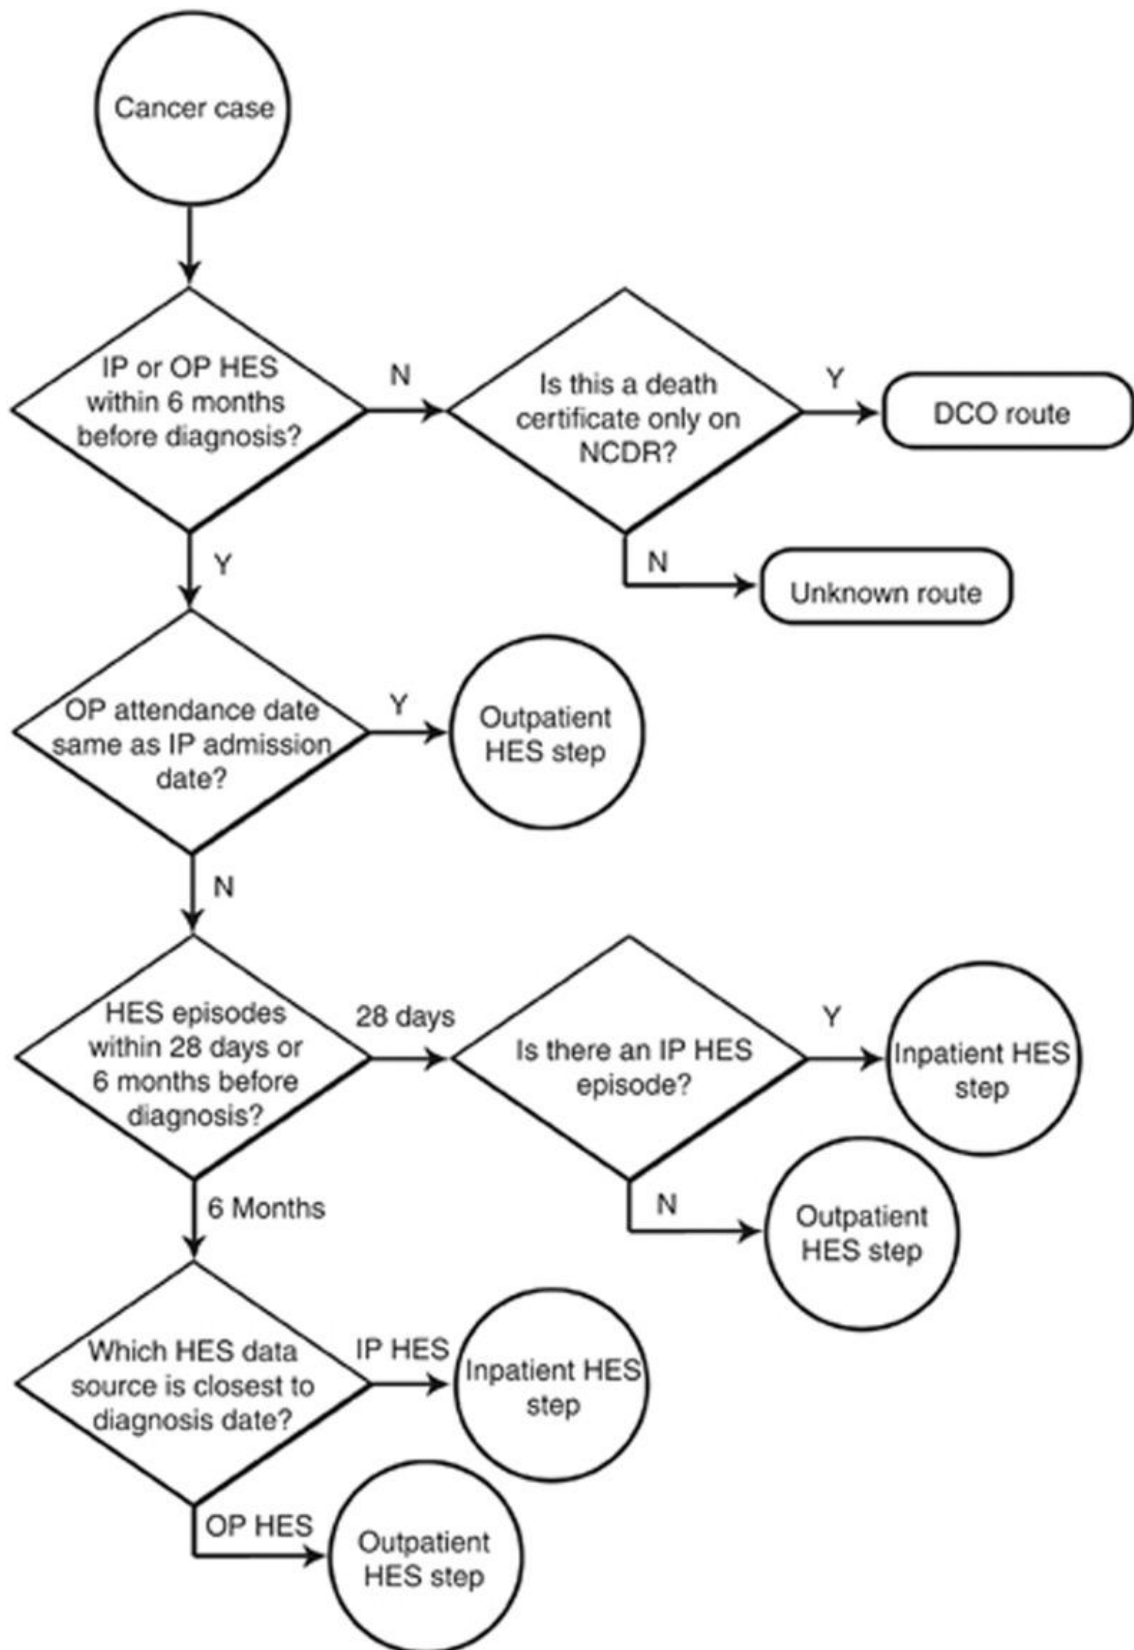 Cancer case
IP or OP HES
within 6 months
before diagnosis?
N
Is this a death
certificate only on
NCDR?
Y
DCO route
N
Unknown route
Y
OP attendance date
same as IP admission
date?
Y
Outpatient
HES step
N
HES episodes
within 28 days or
6 months before
diagnosis?
28 days
Is there an IP HES
episode?
Y
Inpatient HES
step
N
Outpatient
HES step
6 Months
Which HES data
source is closest to
diagnosis date?
IP HES
Inpatient HES
step
OP HES
Outpatient
HES step